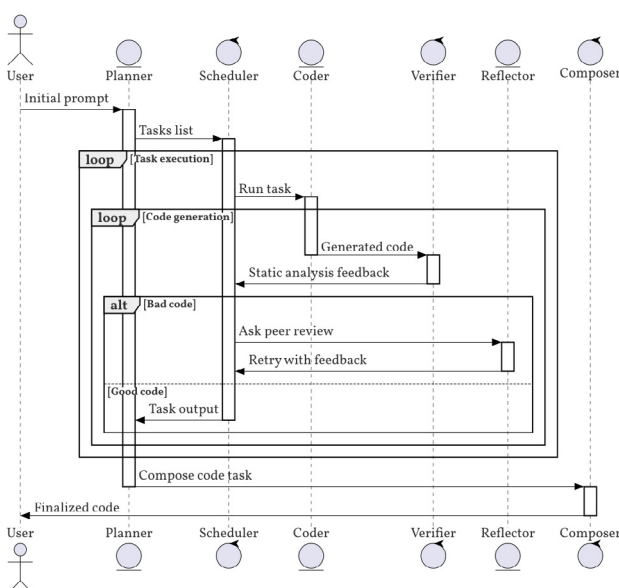 User Planner Scheduler Coder Verifier Reflector Composer
Initial prompt
Tasks list
loop [Task execution]
Run task
loop [Code generation]
Generated code
Static analysis feedback
alt [Bad code]
Ask peer review
Retry with feedback
[Good code]
Task output
Compose code task
Finalized code
User Planner Scheduler Coder Verifier Reflector Composer